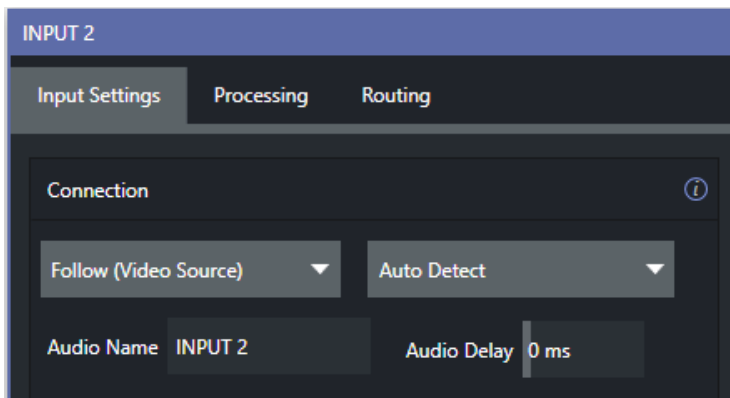 INPUT 2
Input Settings Processing Routing
Connection i
Follow (Video Source) Auto Detect
Audio Name INPUT 2 Audio Delay 0 ms